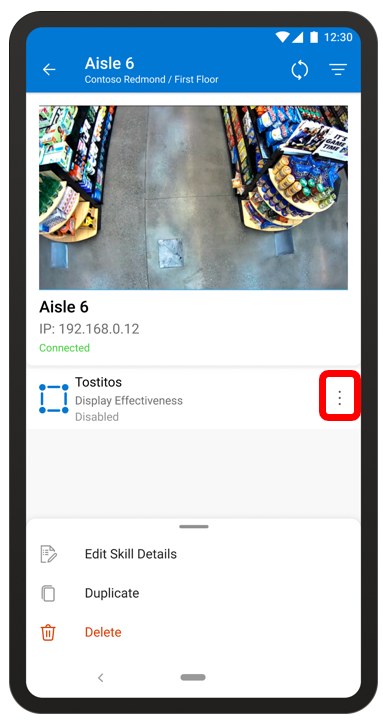 12:30
Aisle 6
Contoso Redmond / First Floor
IT'S
GAME
TIME
Aisle 6
IP: 192.168.0.12
Connected
Tostitos
Display Effectiveness
Disabled
Edit Skill Details
Duplicate
Delete